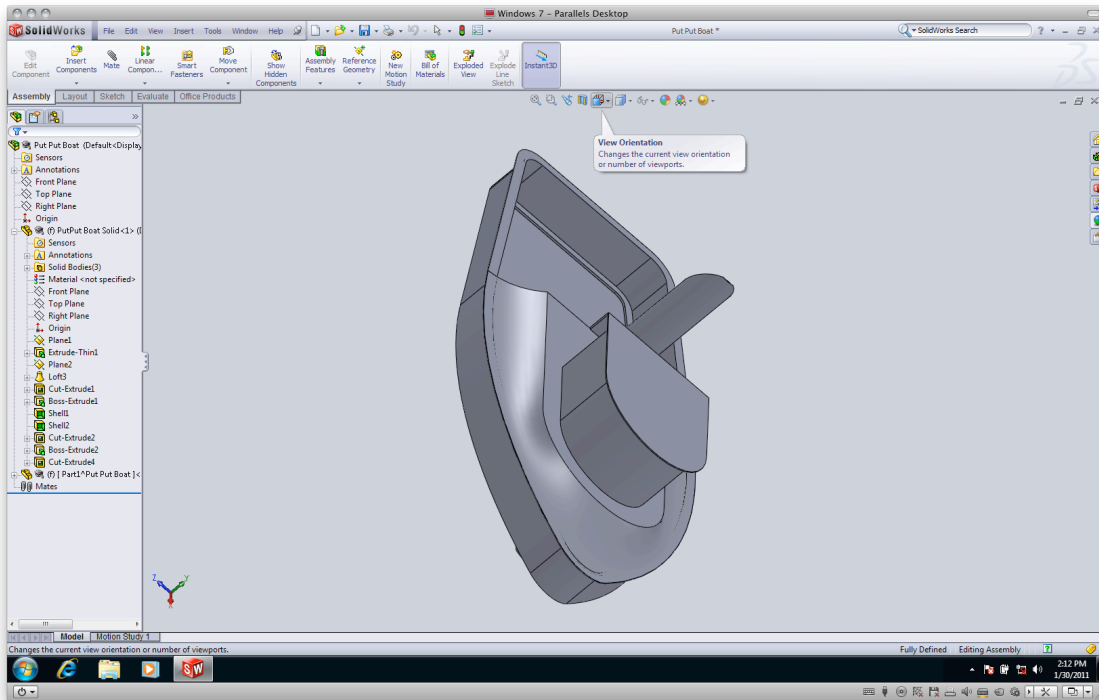 Windows 7 - Parallels Desktop
SolidWorks File Edit View Insert Tools Window Help Put Put Boat * SolidWorks Search
Edit Component
Insert Components
Mate
Linear Compon...
Smart Fasteners
Move Component
Show Hidden Components
Assembly Features
Reference Geometry
New Motion Study
Bill of Materials
Exploded View
Explode Line Sketch
Instant3D
Assembly Layout Sketch Evaluate Office Products
View Orientation
Changes the current view orientation
or number of viewports.
Put Put Boat (Default<Display
Sensors
Annotations
Front Plane
Top Plane
Right Plane
Origin
(f) PutPut Boat Solid<1> (
Sensors
Annotations
Solid Bodies(3)
Material <not specified>
Front Plane
Top Plane
Right Plane
Origin
Plane1
Extrude-Thin1
Plane2
Loft3
Cut-Extrude1
Boss-Extrude1
Shell1
Shell2
Cut-Extrude2
Boss-Extrude2
Cut-Extrude4
(f) [ Part1^Put Put Boat ]<
Mates
Z Y X
Model Motion Study 1
Changes the current view orientation or number of viewports. Fully Defined Editing Assembly
2:12 PM
1/30/2011